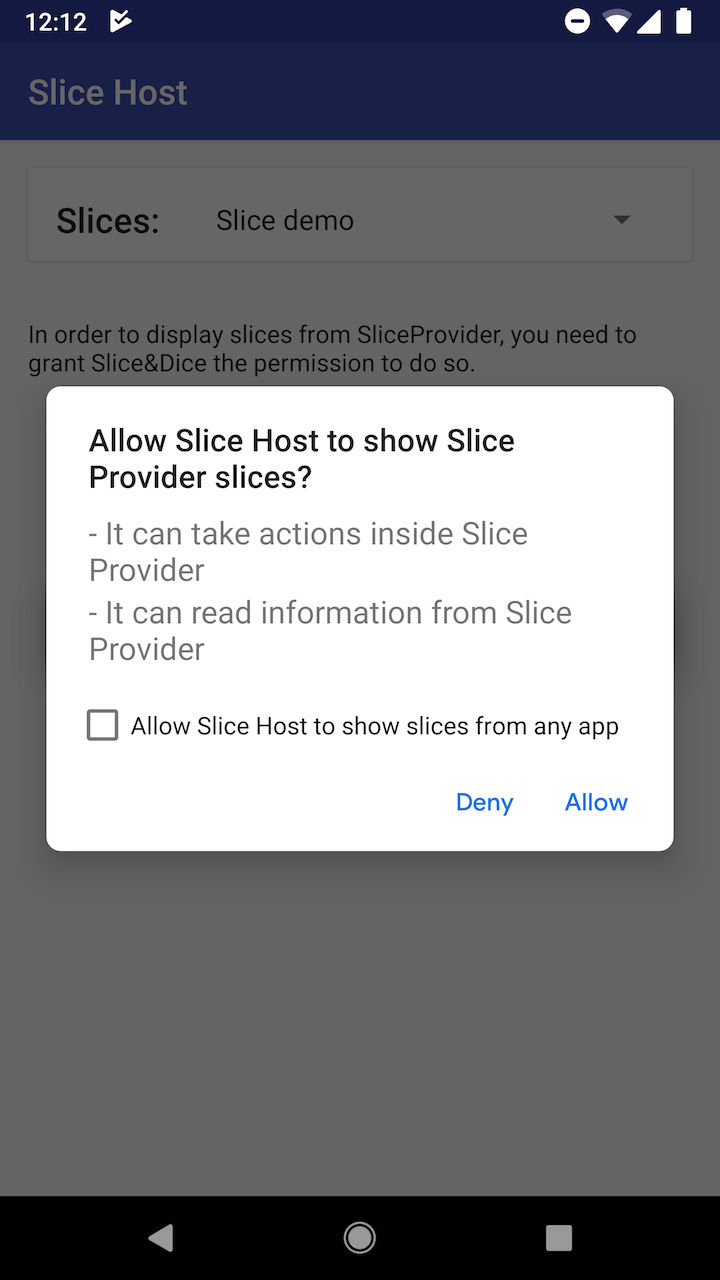 12:12
Slice Host
Slices: Slice demo
In order to display slices from SliceProvider, you need to
grant Slice&Dice the permission to do so.
Allow Slice Host to show Slice
Provider slices?
- It can take actions inside Slice
Provider
- It can read information from Slice
Provider
Allow Slice Host to show slices from any app
Deny Allow